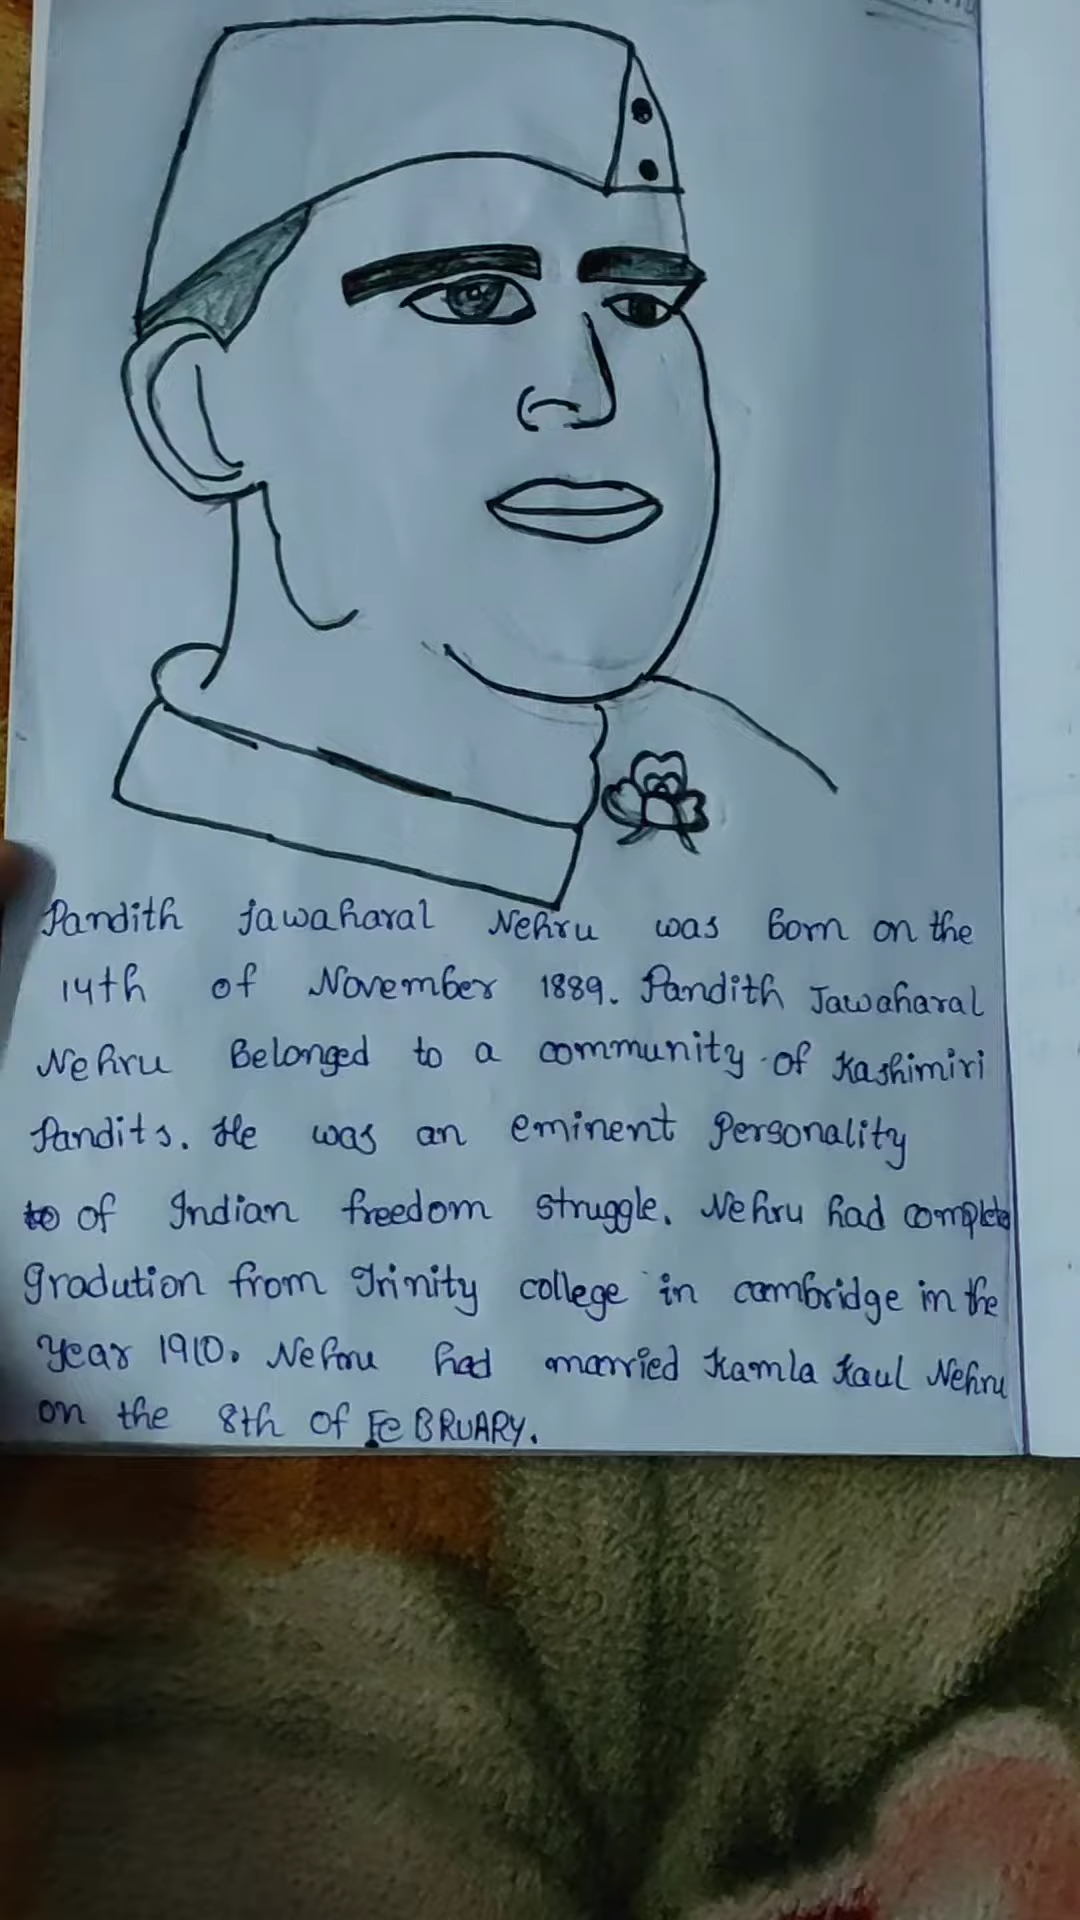 Pandith Jawaharal Nehru was born on the
14th of November 1889. Pandith Jawaharal
Nehru Belonged to a community of Kashimiri
Pandits. He was an eminent Personality
of Indian freedom struggle. Nehru had complete
gradution from Trinity college in cambridge in the
year 1910. Nehru had married Kamla Kaul Nehru
on the 8th of FeBRUARY.